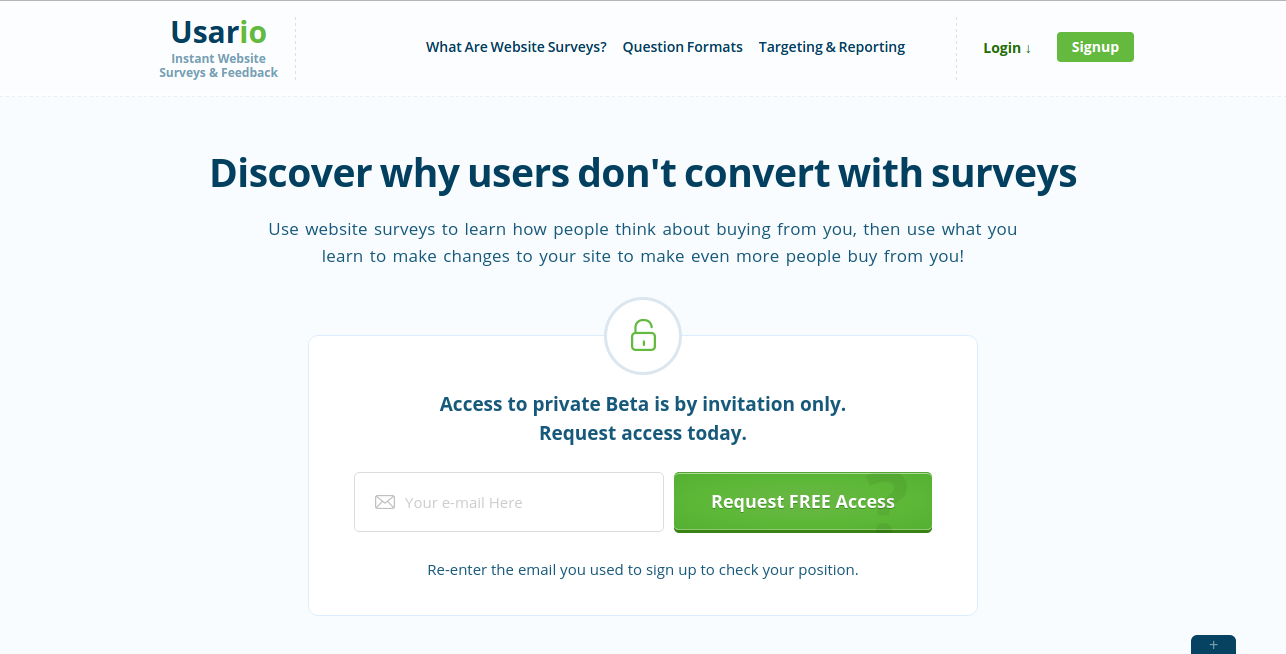 Usario
Instant Website
Surveys & Feedback
What Are Website Surveys? Question Formats Targeting & Reporting
Login ↓
Signup
Discover why users don't convert with surveys
Use website surveys to learn how people think about buying from you, then use what you
learn to make changes to your site to make even more people buy from you!
Access to private Beta is by invitation only.
Request access today.
Your e-mail Here
Request FREE Access
?
Re-enter the email you used to sign up to check your position.
+